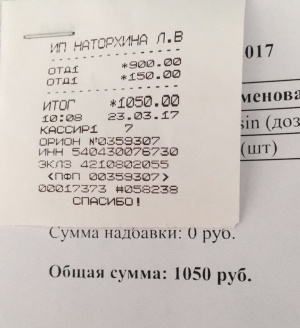 ИП НАТОРХИНА Л.В
ОТД1 *900.00
ОТД1 *150.00
ИТОГ *1050.00
10:08 23.03.17
КАССИР1 7
ОРИОН №0359307
ИНН 540430076730
ЭКЛЗ 4210802055
<ПФП 00359307>
00017373 #058238
СПАСИБО!
017
менова
sin (доз
(шт)
Сумма надбавки: 0 руб.
Общая сумма: 1050 руб.